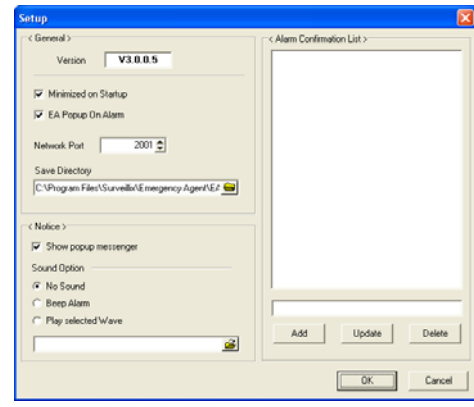 Setup
< General >
Version V3.0.0.5
Minimized on Startup
EA Popup On Alarm
Network Port 2001
Save Directory
C:\Program Files\Surveillix\Emergency Agent\EA
< Notice >
Show popup messenger
Sound Option
No Sound
Beep Alarm
Play selected Wave
< Alarm Confirmation List >
Add Update Delete
OK Cancel